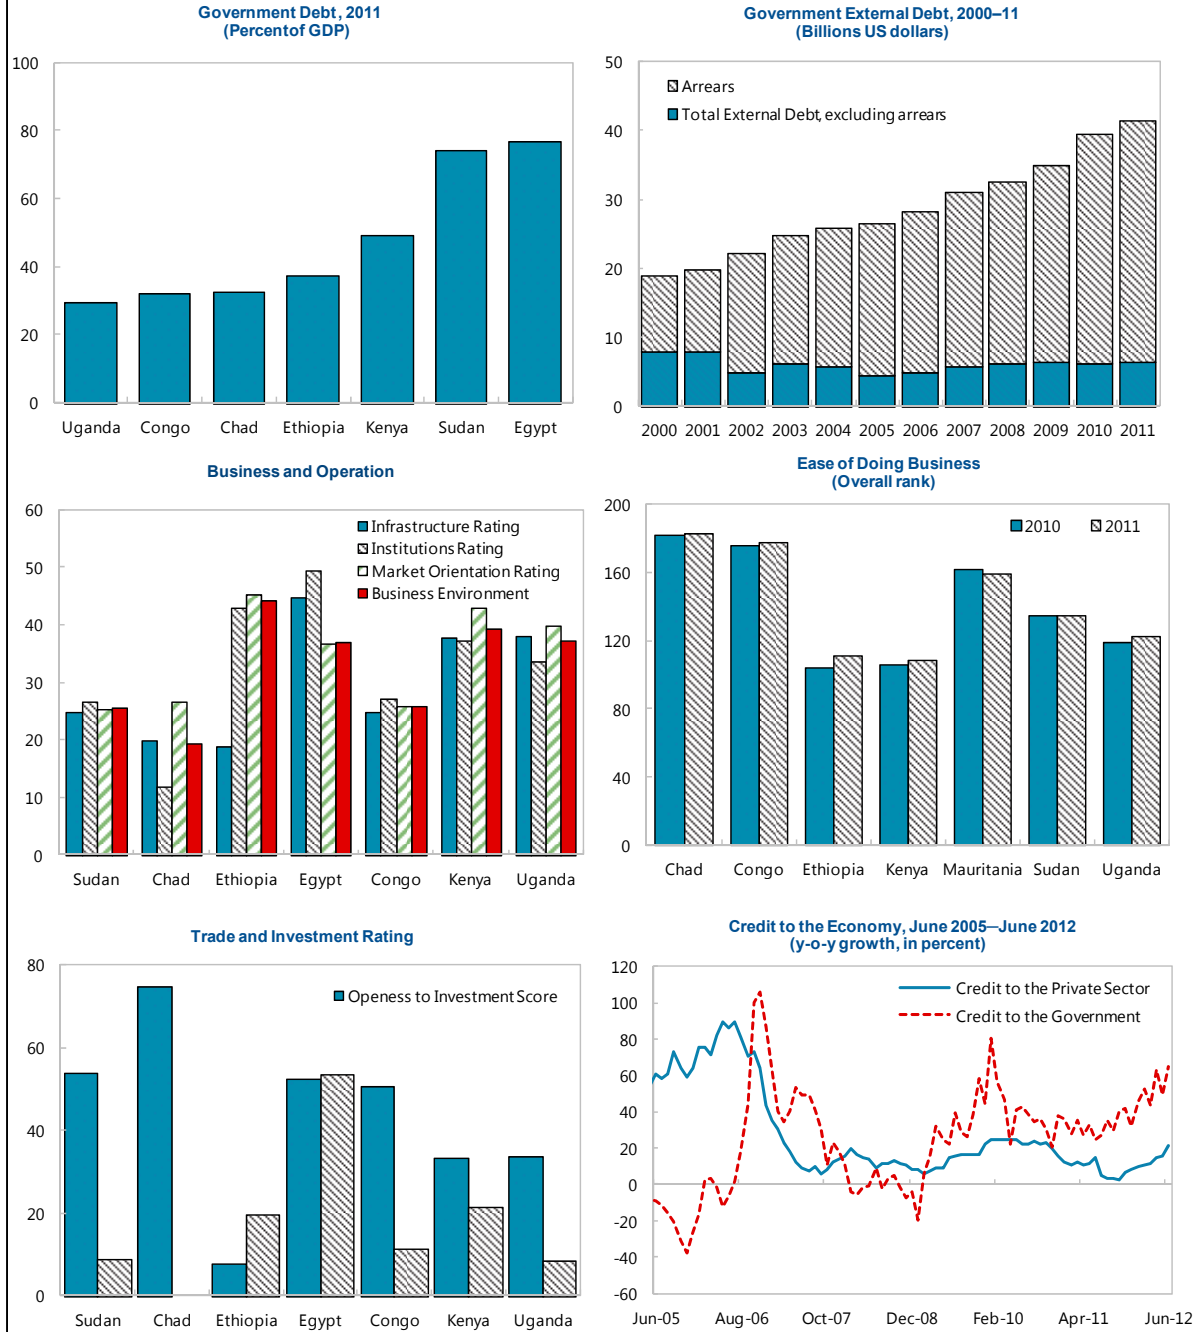 Government Debt, 2011
(Percentof GDP)
100
80
60
40
20
0
Uganda Congo Chad Ethiopia Kenya Sudan Egypt
Government External Debt, 2000–11
(Billions US dollars)
50
40
30
20
10
0
Arrears
Total External Debt, excluding arrears
2000 2001 2002 2003 2004 2005 2006 2007 2008 2009 2010 2011
Business and Operation
60
50
40
30
20
10
0
Infrastructure Rating
Institutions Rating
Market Orientation Rating
Business Environment
Sudan Chad Ethiopia Egypt Congo Kenya Uganda
Ease of Doing Business
(Overall rank)
200
160
120
80
40
0
2010 2011
Chad Congo Ethiopia Kenya Mauritania Sudan Uganda
Trade and Investment Rating
80
60
40
20
0
Openess to Investment Score
Sudan Chad Ethiopia Egypt Congo Kenya Uganda
Credit to the Economy, June 2005—June 2012
(y-o-y growth, in percent)
120
100
80
60
40
20
0
-20
-40
-60
Credit to the Private Sector
Credit to the Government
Jun-05 Aug-06 Oct-07 Dec-08 Feb-10 Apr-11 Jun-12